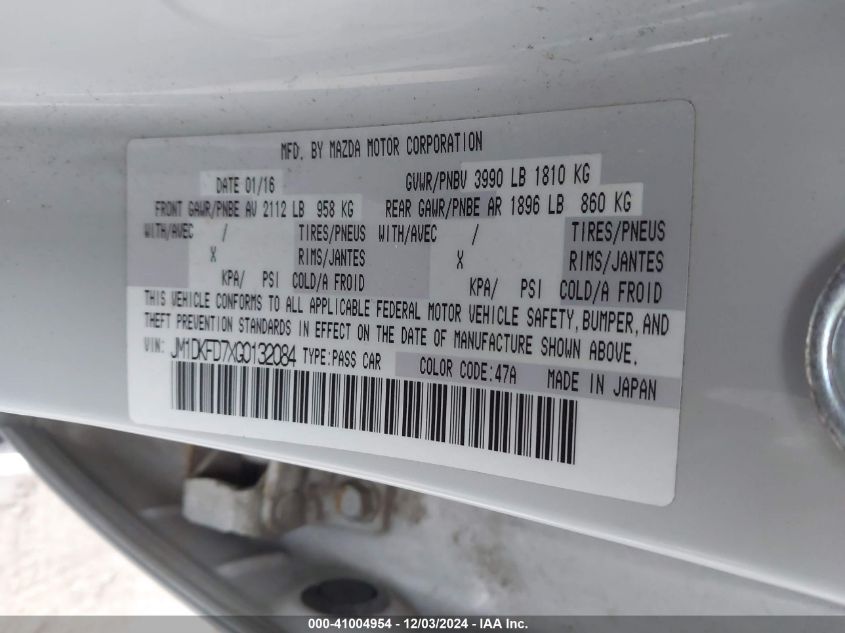 MFD. BY MAZDA MOTOR CORPORATION
DATE 01/16 GVWR/PNBV 3990 LB 1810 KG
FRONT GAWR/PNBE AV 2112 LB 958 KG REAR GAWR/PNBE AR 1896 LB 860 KG
WITH/AVEC / TIRES/PNEUS WITH/AVEC / TIRES/PNEUS
X RIMS/JANTES X RIMS/JANTES
KPA/ PSI COLD/A FROID KPA/ PSI COLD/A FROID
THIS VEHICLE CONFORMS TO ALL APPLICABLE FEDERAL MOTOR VEHICLE SAFETY, BUMPER, AND
THEFT PREVENTION STANDARDS IN EFFECT ON THE DATE OF MANUFACTURE SHOWN ABOVE.
VIN: JM1DKFD7XG0132084 TYPE:PASS CAR COLOR CODE:47A MADE IN JAPAN
000-41004954 - 12/03/2024 - IAA Inc.